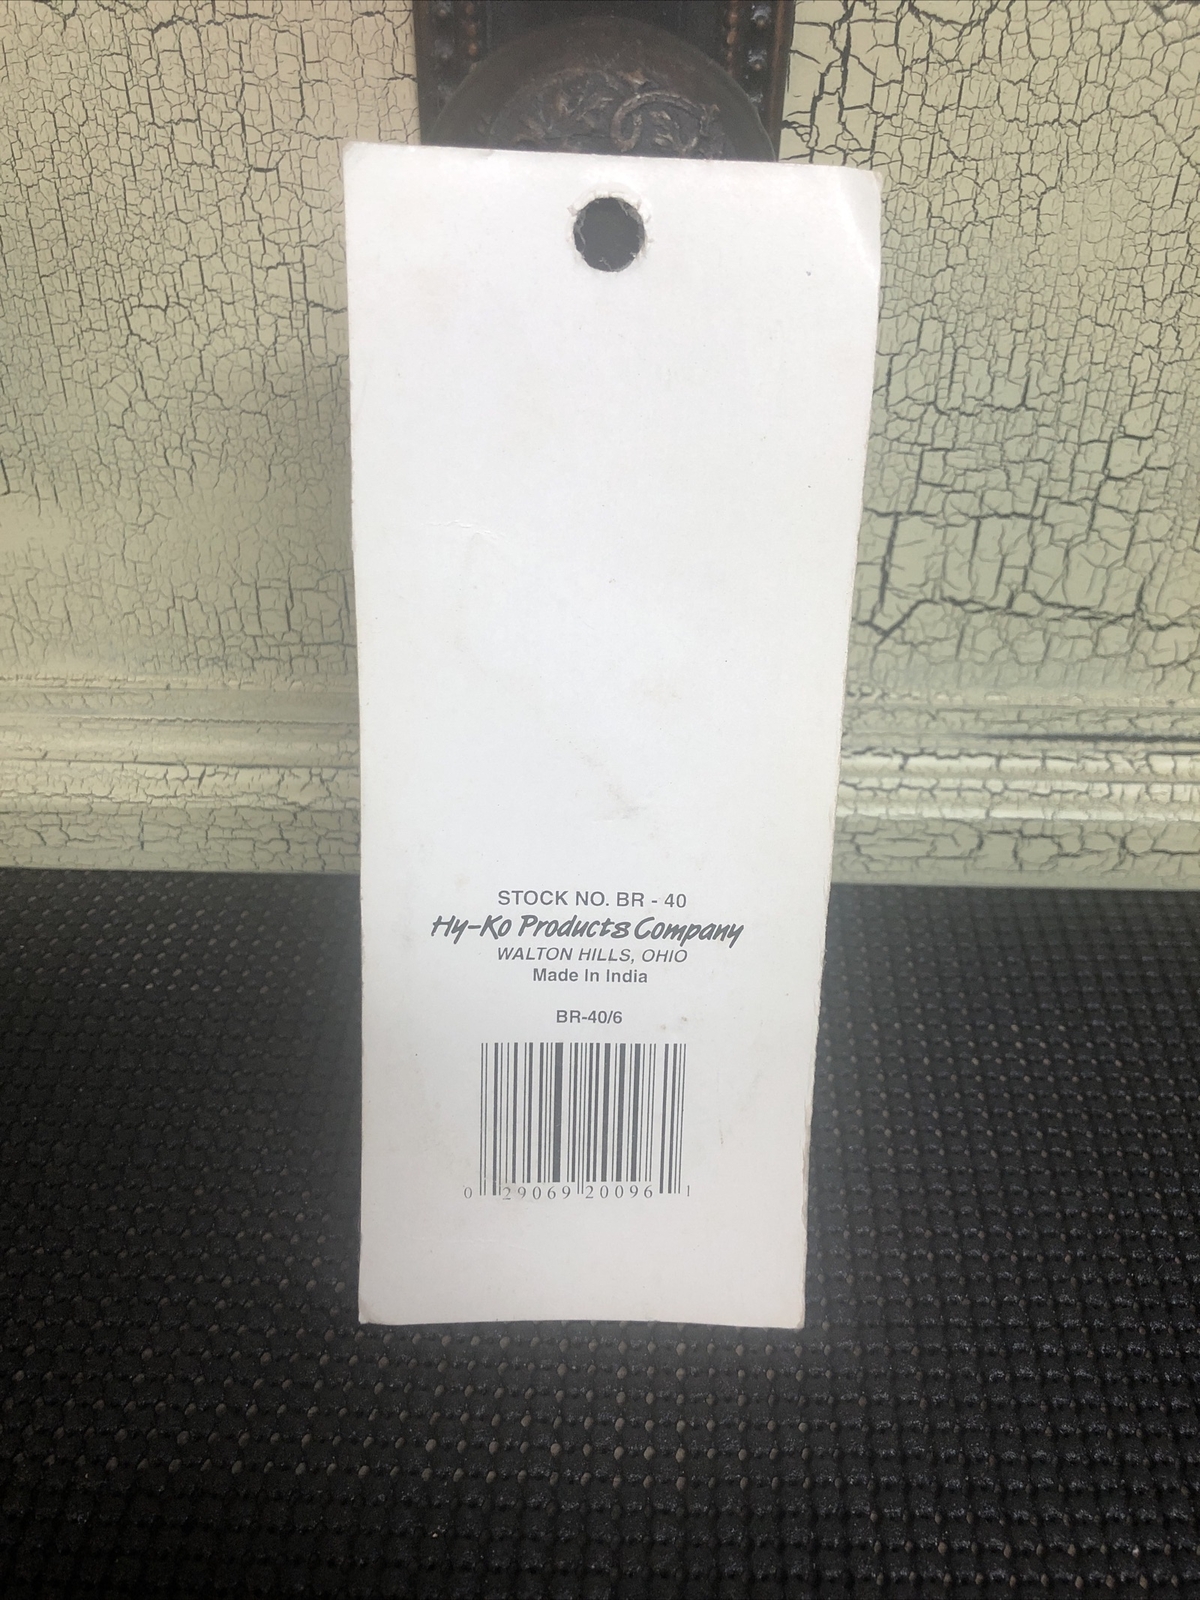 STOCK NO. BR - 40
Hy-Ko Products Company
WALTON HILLS, OHIO
Made In India
BR-40/6
0 29069 20096 1